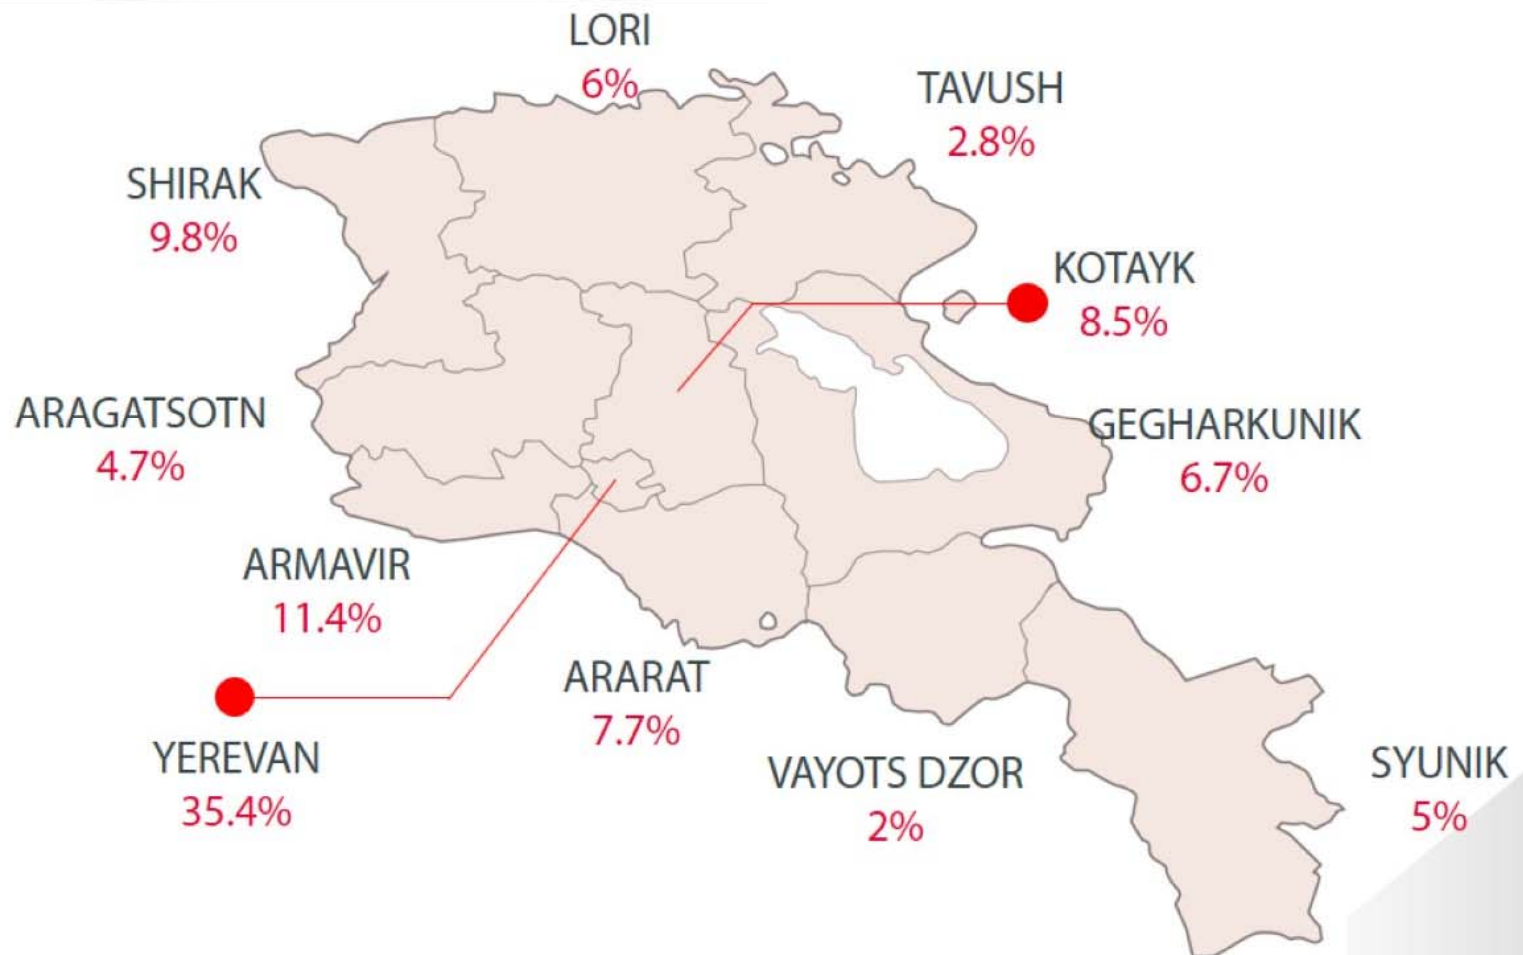 LORI
6%
TAVUSH
2.8%
SHIRAK
9.8%
KOTAYK
8.5%
ARAGATSOTN
4.7%
GEGHARKUNIK
6.7%
ARMAVIR
11.4%
ARARAT
7.7%
YEREVAN
35.4%
VAYOTS DZOR
2%
SYUNIK
5%